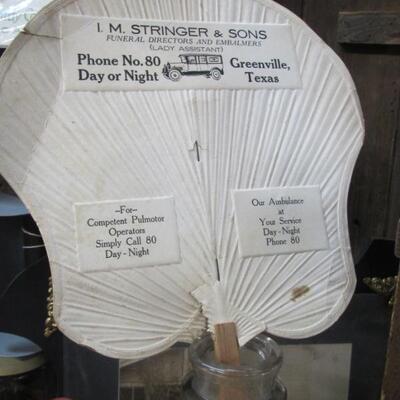 I. M. STRINGER & SONS
FUNERAL DIRECTORS AND EMBALMERS
(LADY ASSISTANT)
Phone No. 80
Day or Night
Greenville,
Texas
--For--
Competent Pulmotor
Operators
Simply Call 80
Day - Night
Our Ambulance
at
Your Service
Day - Night
Phone 80